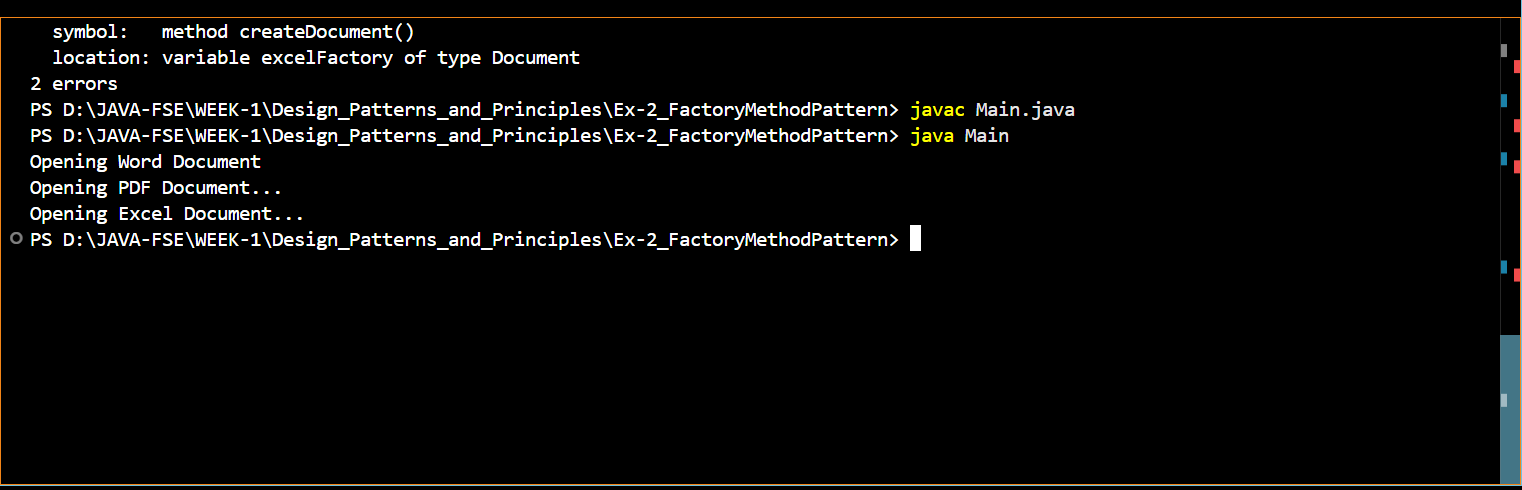 symbol:   method createDocument()
location: variable excelFactory of type Document
2 errors
PS D:\JAVA-FSE\WEEK-1\Design_Patterns_and_Principles\Ex-2_FactoryMethodPattern> javac Main.java
PS D:\JAVA-FSE\WEEK-1\Design_Patterns_and_Principles\Ex-2_FactoryMethodPattern> java Main
Opening Word Document
Opening PDF Document...
Opening Excel Document...
PS D:\JAVA-FSE\WEEK-1\Design_Patterns_and_Principles\Ex-2_FactoryMethodPattern>